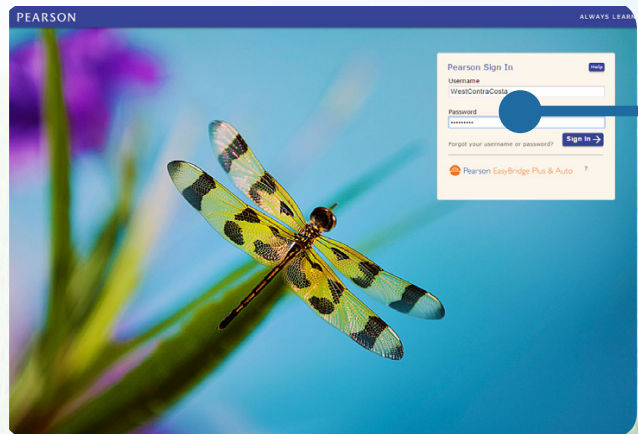 PEARSON
ALWAYS LEAR
Pearson Sign In
Help
Username
WestContraCosta
Password
•••••••••
Forgot your username or password?
Sign In →
Pearson EasyBridge Plus & Auto ?